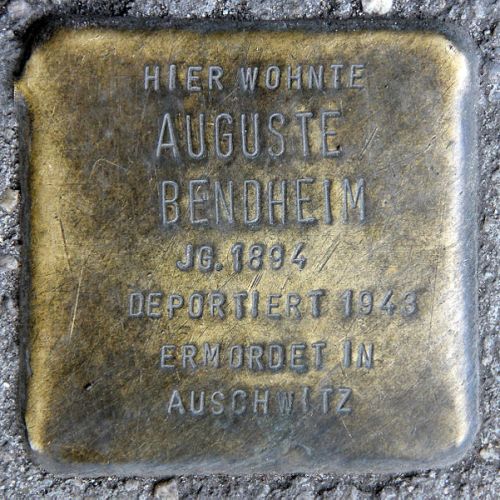 HIER WOHNTE
AUGUSTE
BENDHEIM
JG. 1894
DEPORTIERT 1943
ERMORDET IN
AUSCHWITZ